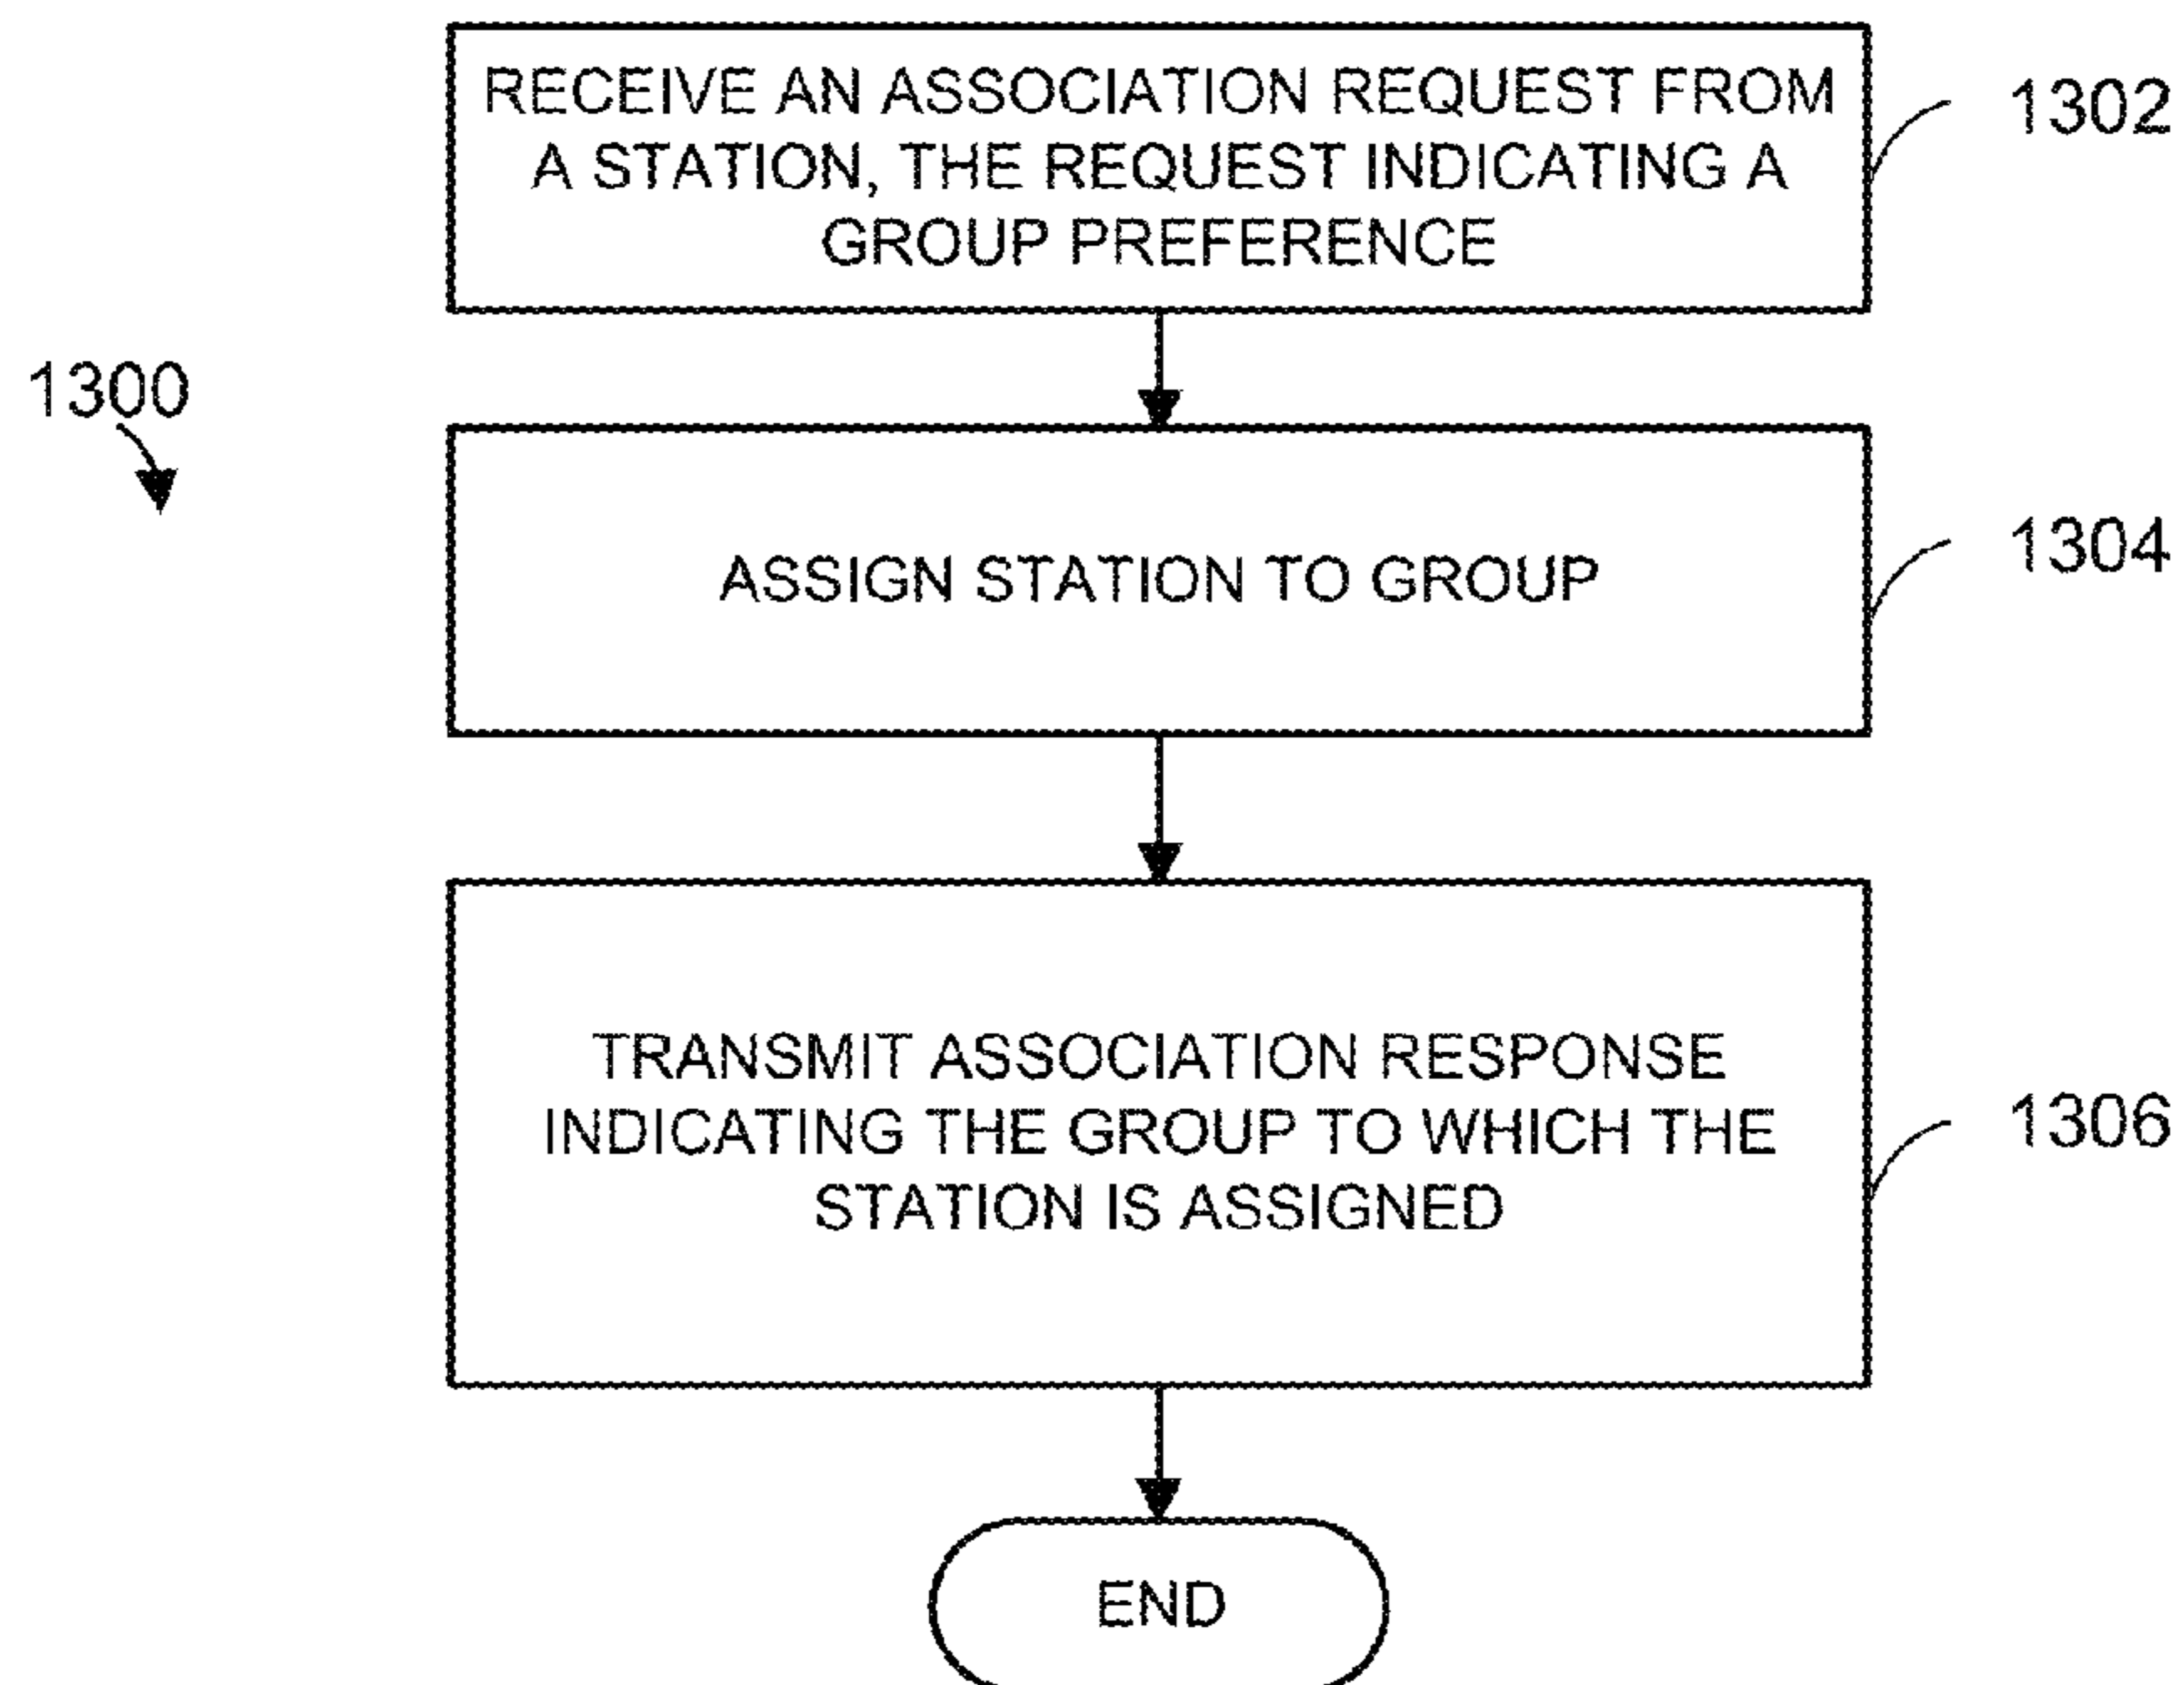 RECEIVE AN ASSOCIATION REQUEST FROM
A STATION, THE REQUEST INDICATING A
GROUP PREFERENCE
1302
1300
ASSIGN STATION TO GROUP
1304
TRANSMIT ASSOCIATION RESPONSE
INDICATING THE GROUP TO WHICH THE
STATION IS ASSIGNED
1306
END